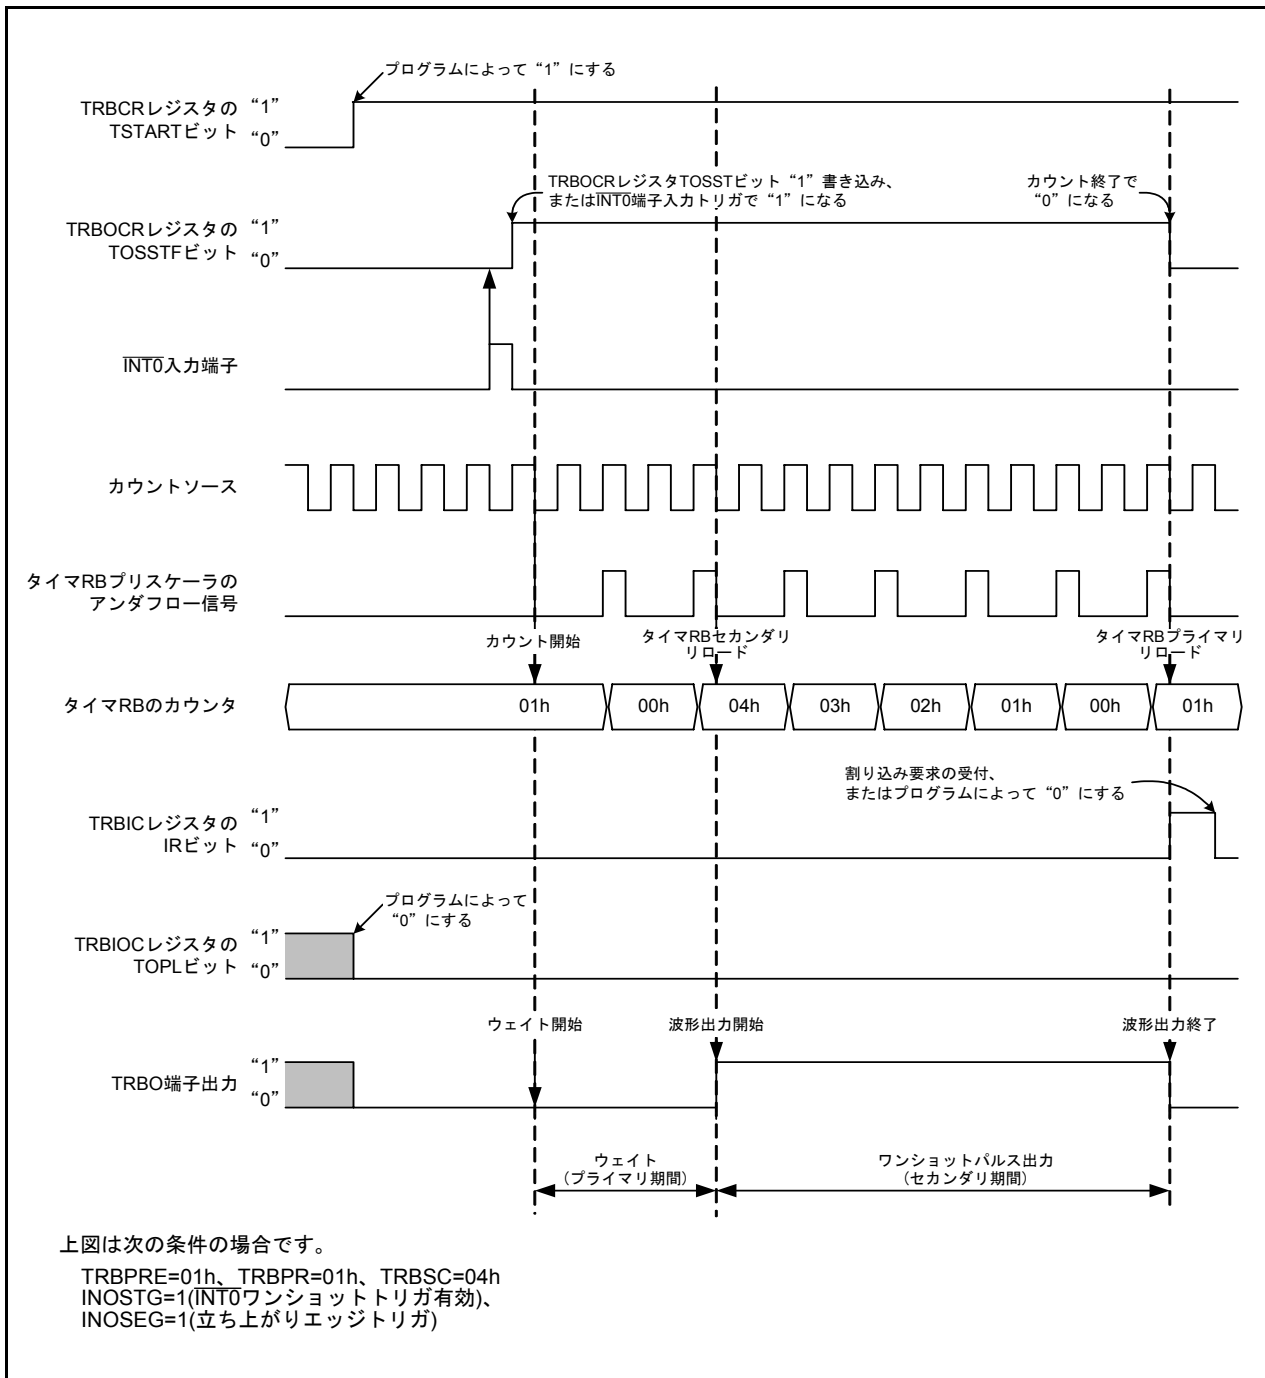 プログラムによって“1”にする
TRBCRレジスタの
TSTARTビット
“1”
“0”
TRBOCRレジスタTOSSTビット“1”書き込み、
またはINT0端子入力トリガで“1”になる
カウント終了で
“0”になる
TRBOCRレジスタの
TOSSTFビット
“1”
“0”
INT0入力端子
カウントソース
タイマRBプリスケーラの
アンダフロー信号
カウント開始
タイマRBセカンダリ
リロード
タイマRBプライマリ
リロード
タイマRBのカウンタ
01h
00h
04h
03h
02h
01h
00h
01h
割り込み要求の受付、
またはプログラムによって“0”にする
TRBICレジスタの
IRビット
“1”
“0”
プログラムによって
“0”にする
TRBIOCレジスタの
TOPLビット
“1”
“0”
ウェイト開始
波形出力開始
波形出力終了
TRBO端子出力
“1”
“0”
ウェイト
(プライマリ期間)
ワンショットパルス出力
(セカンダリ期間)
上図は次の条件の場合です。
TRBPRE=01h、TRBPR=01h、TRBSC=04h
INOSTG=1(INT0ワンショットトリガ有効)、
INOSEG=1(立ち上がりエッジトリガ)